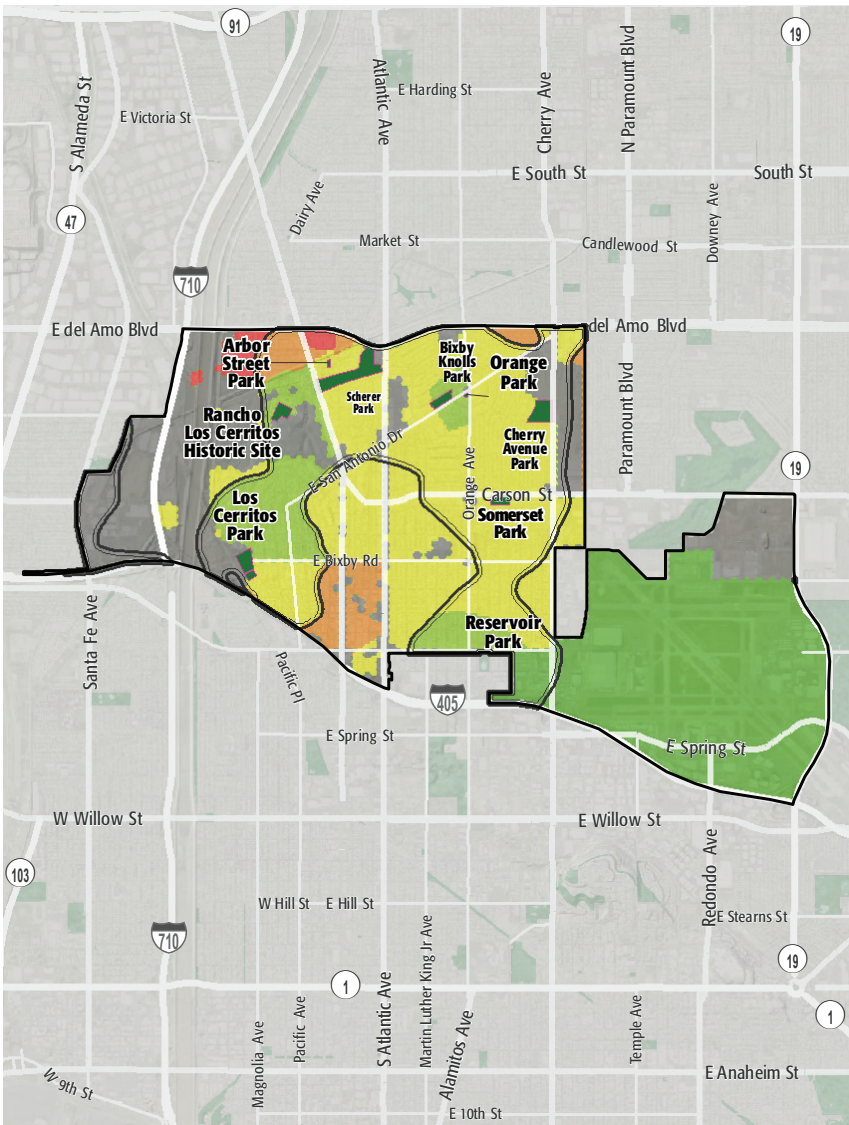 91
19
S Alameda St
Atlantic Ave
E Harding St
Cherry Ave
N Paramount Blvd
E Victoria St
E South St
South St
Dairy Ave
Downey Ave
47
Market St
Candlewood St
710
E del Amo Blvd
del Amo Blvd
Arbor
Street
Park
Bixby
Knolls
Park
Orange
Park
Scherer
Park
Paramount Blvd
Rancho
Los Cerritos
Historic Site
Cherry
Avenue
Park
E San Antonio Dr
Orange Ave
19
Los
Cerritos
Park
Carson St
Somerset
Park
E Bixby Rd
Santa Fe Ave
Reservoir
Park
Pacific Pl
405
E Spring St
E Spring St
W Willow St
E Willow St
Redondo Ave
103
W Hill St
E Hill St
Martin Luther King Jr Ave
E Stearns St
710
19
1
S Atlantic Ave
1
Magnolia Ave
Pacific Ave
Alamitos Ave
Temple Ave
W 9th St
E Anaheim St
E 10th St